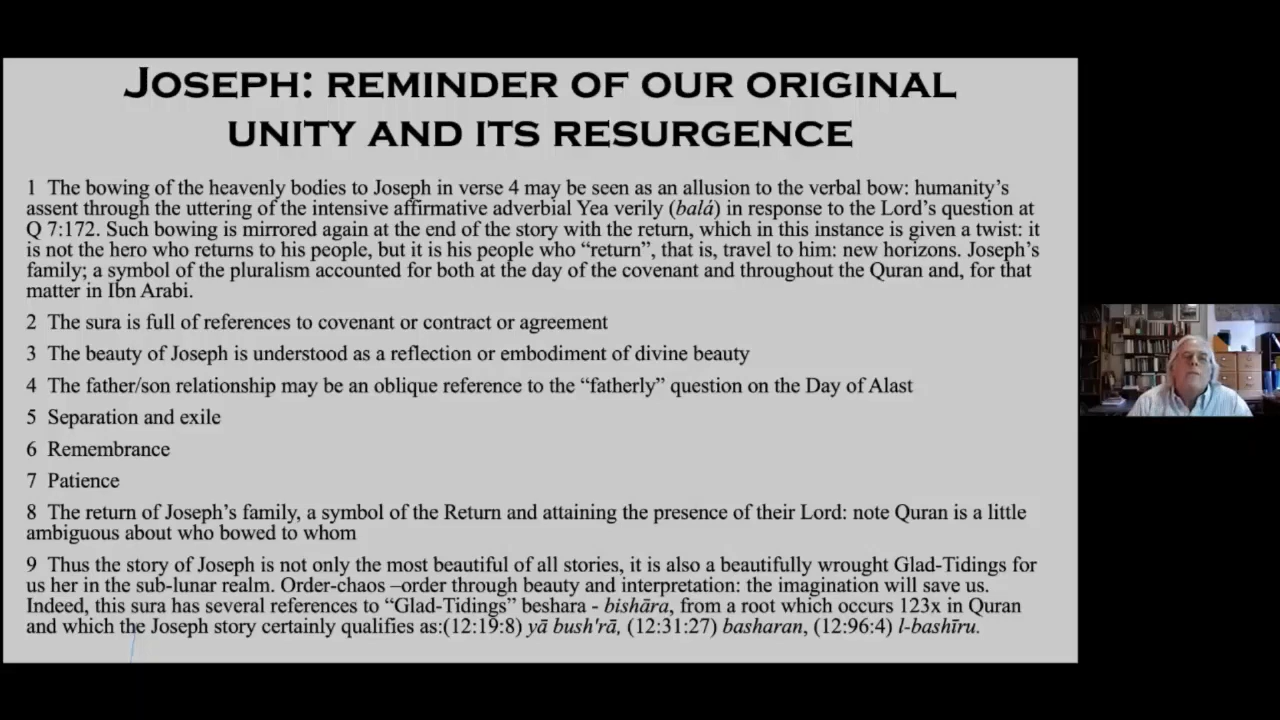 JOSEPH: REMINDER OF OUR ORIGINAL
UNITY AND ITS RESURGENCE
1 The bowing of the heavenly bodies to Joseph in verse 4 may be seen as an allusion to the verbal bow: humanity's
assent through the uttering of the intensive affirmative adverbial Yea verily (balá) in response to the Lord's question at
Q 7:172. Such bowing is mirrored again at the end of the story with the return, which in this instance is given a twist: it
is not the hero who returns to his people, but it is his people who “return”, that is, travel to him: new horizons. Joseph's
family; a symbol of the pluralism accounted for both at the day of the covenant and throughout the Quran and, for that
matter in Ibn Arabi.
2 The sura is full of references to covenant or contract or agreement
3 The beauty of Joseph is understood as a reflection or embodiment of divine beauty
4 The father/son relationship may be an oblique reference to the “fatherly” question on the Day of Alast
5 Separation and exile
6 Remembrance
7 Patience
8 The return of Joseph's family, a symbol of the Return and attaining the presence of their Lord: note Quran is a little
ambiguous about who bowed to whom
9 Thus the story of Joseph is not only the most beautiful of all stories, it is also a beautifully wrought Glad-Tidings for
us her in the sub-lunar realm. Order-chaos –order through beauty and interpretation: the imagination will save us.
Indeed, this sura has several references to “Glad-Tidings” beshara - bishāra, from a root which occurs 123x in Quran
and which the Joseph story certainly qualifies as:(12:19:8) yā bush'rā, (12:31:27) basharan, (12:96:4) l-bashīru.